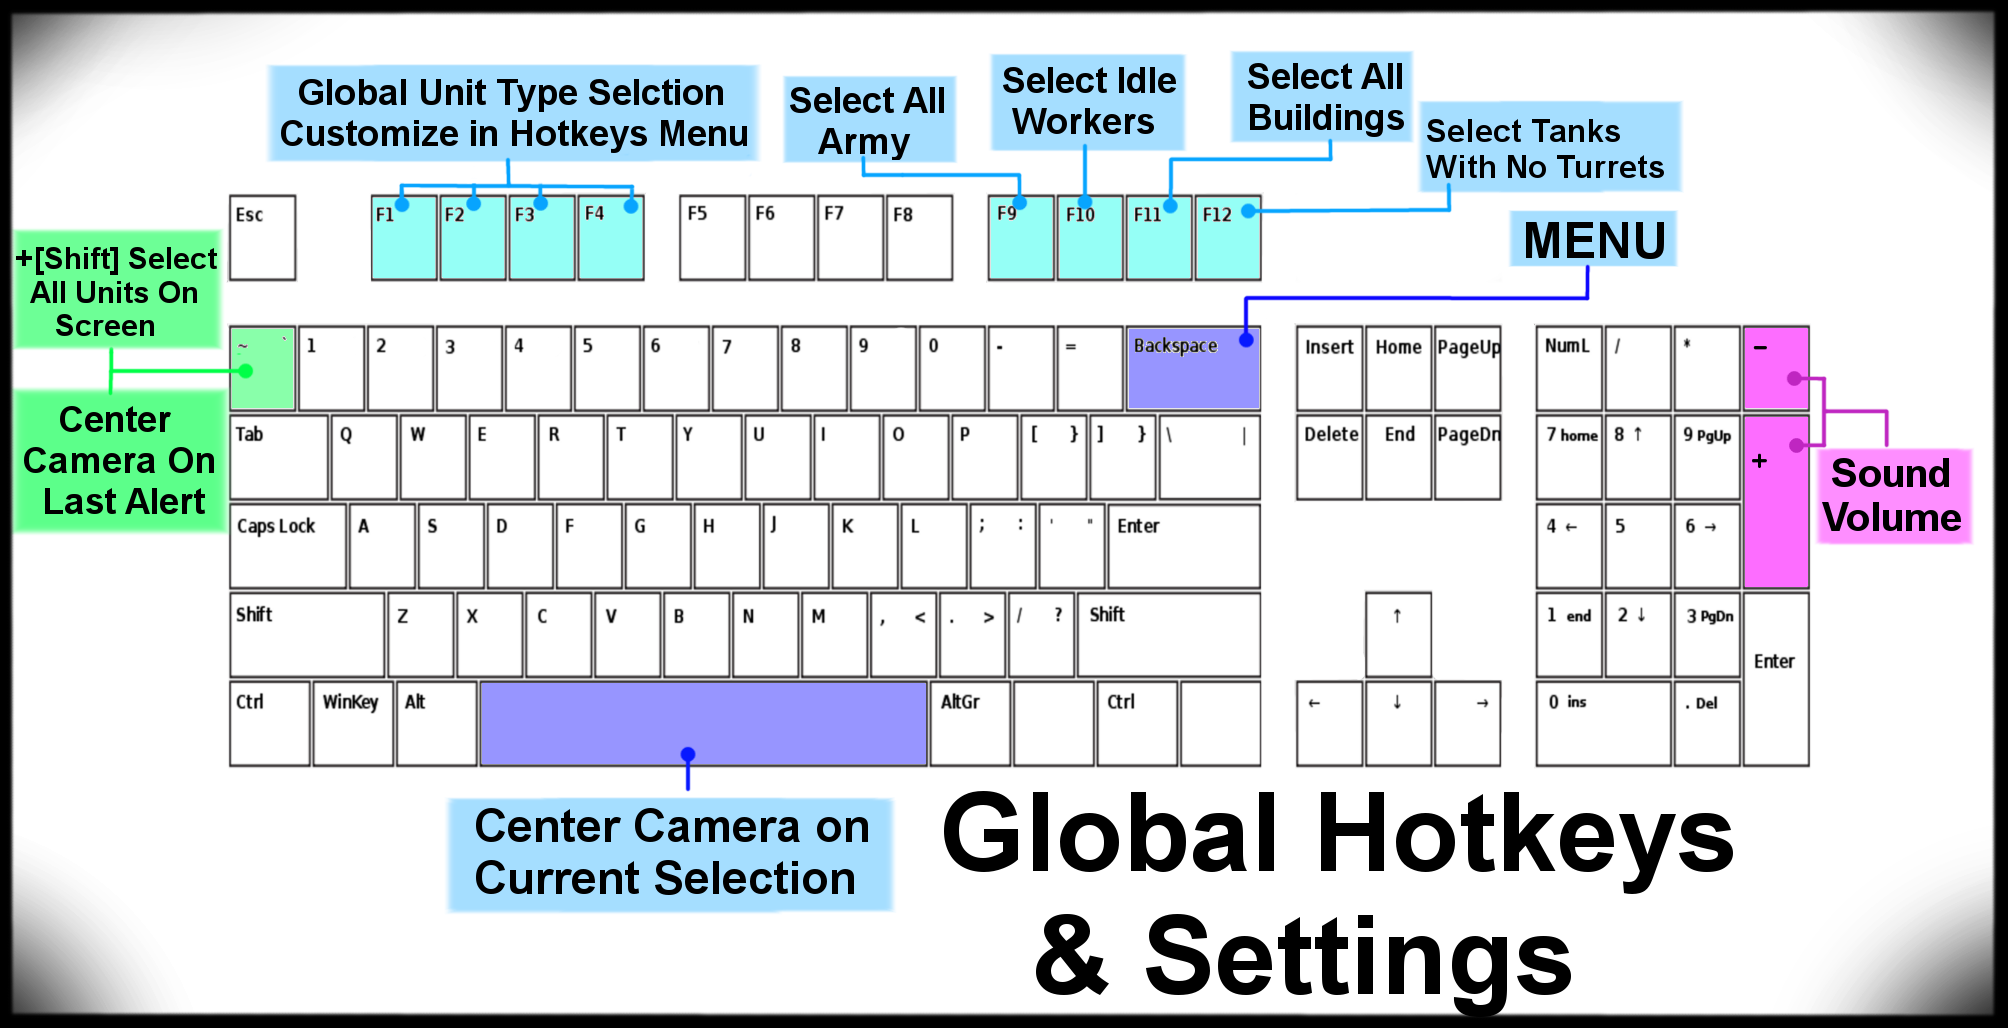 Global Unit Type Selction
Customize in Hotkeys Menu
Select All
Army
Select Idle
Workers
Select All
Buildings
Select Tanks
With No Turrets
MENU
+[Shift] Select
All Units On
Screen
Center
Camera On
Last Alert
Sound
Volume
Esc F1 F2 F3 F4 F5 F6 F7 F8 F9 F10 F11 F12
~ ` 1 2 3 4 5 6 7 8 9 0 - = Backspace Insert Home PageUp NumL / * -
Tab Q W E R T Y U I O P [ } ] } \ | Delete End PageDn 7 home 8 ↑ 9 PgUp +
Caps Lock A S D F G H J K L ; : ' " Enter 4 ← 5 6 →
Shift Z X C V B N M , < . > / ? Shift ↑ 1 end 2 ↓ 3 PgDn Enter
Ctrl WinKey Alt AltGr Ctrl ← ↓ → 0 ins . Del
Center Camera on
Current Selection
Global Hotkeys
& Settings